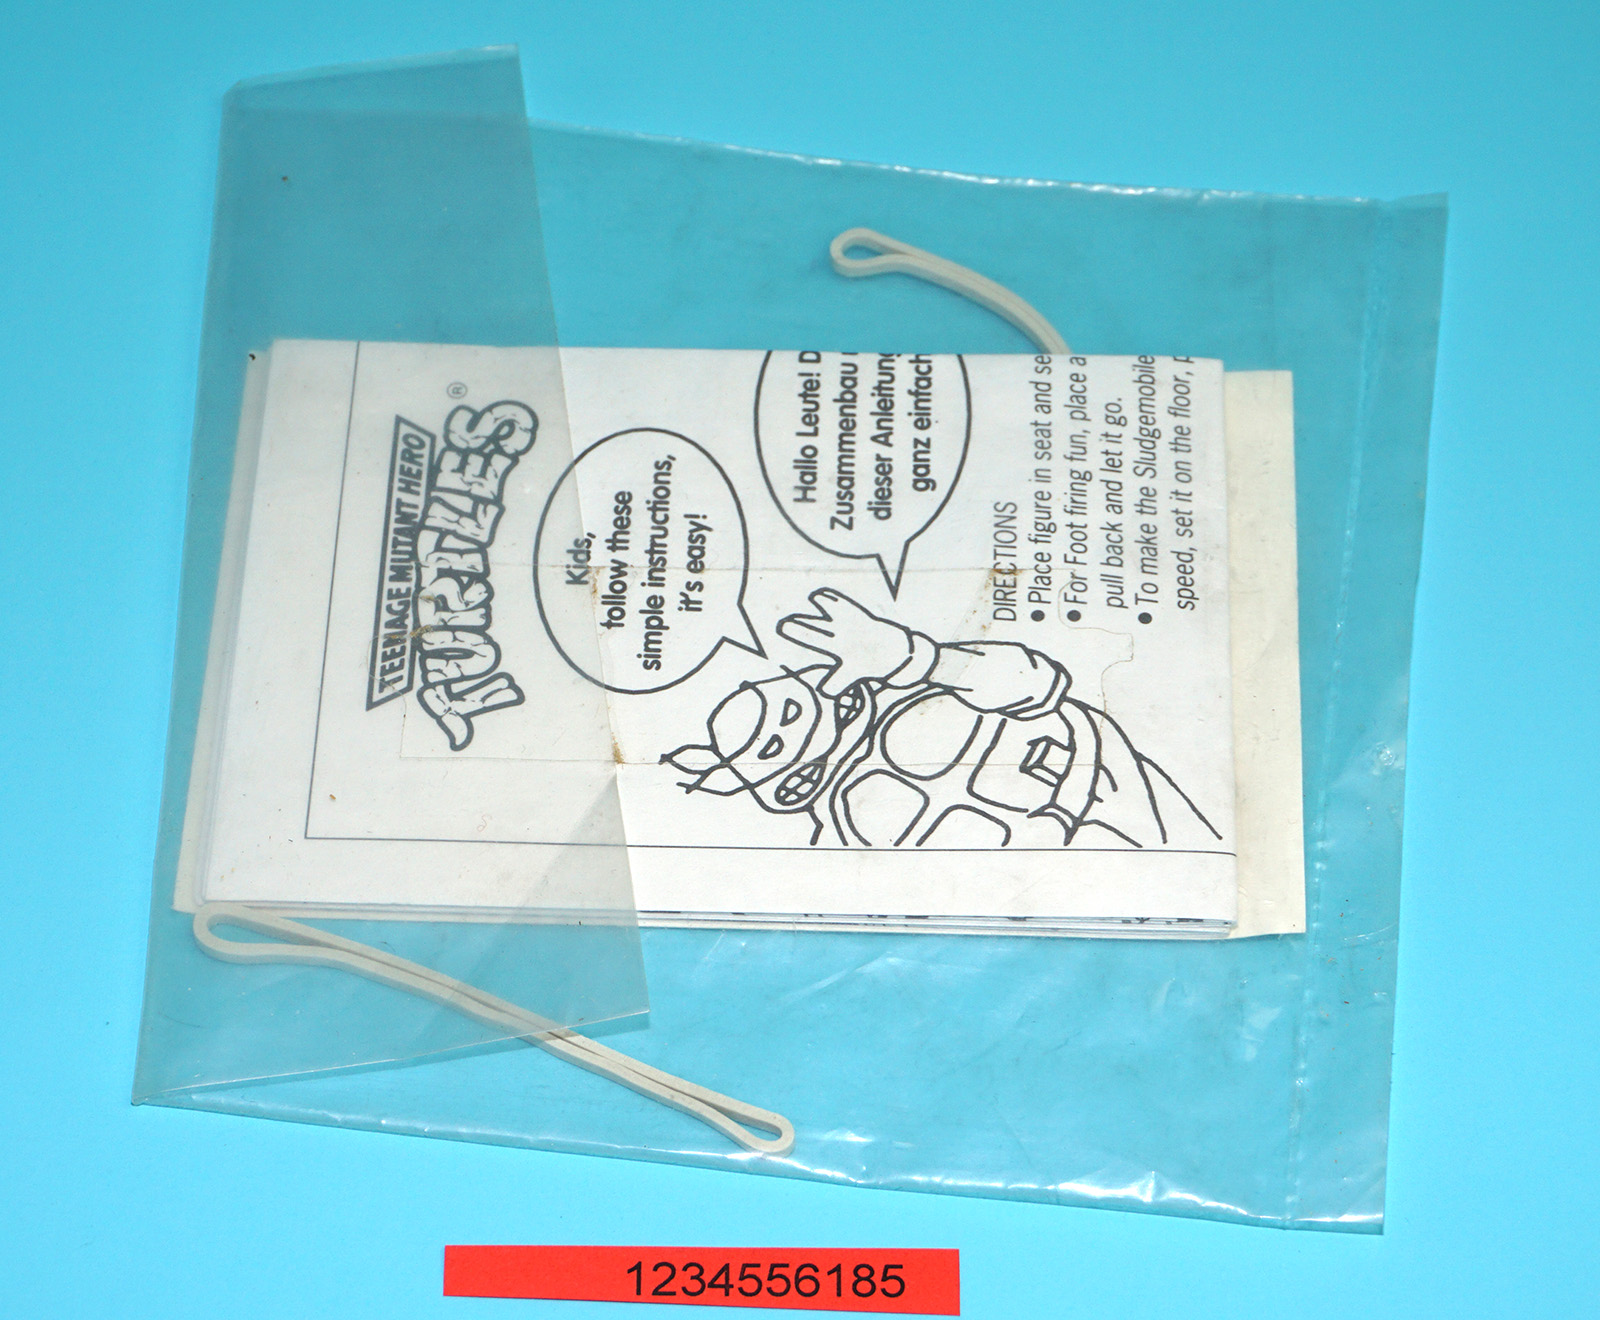 TEENAGE MUTANT HERO
TURTLES®
Kids,
follow these
simple instructions,
it's easy!
Hallo Leute! D
Zusammenbau
dieser Anleitung
ganz einfach
DIRECTIONS
• Place figure in seat and se
• For Foot firing fun, place a
pull back and let it go.
• To make the Sludgemobile
speed, set it on the floor,
1234556185